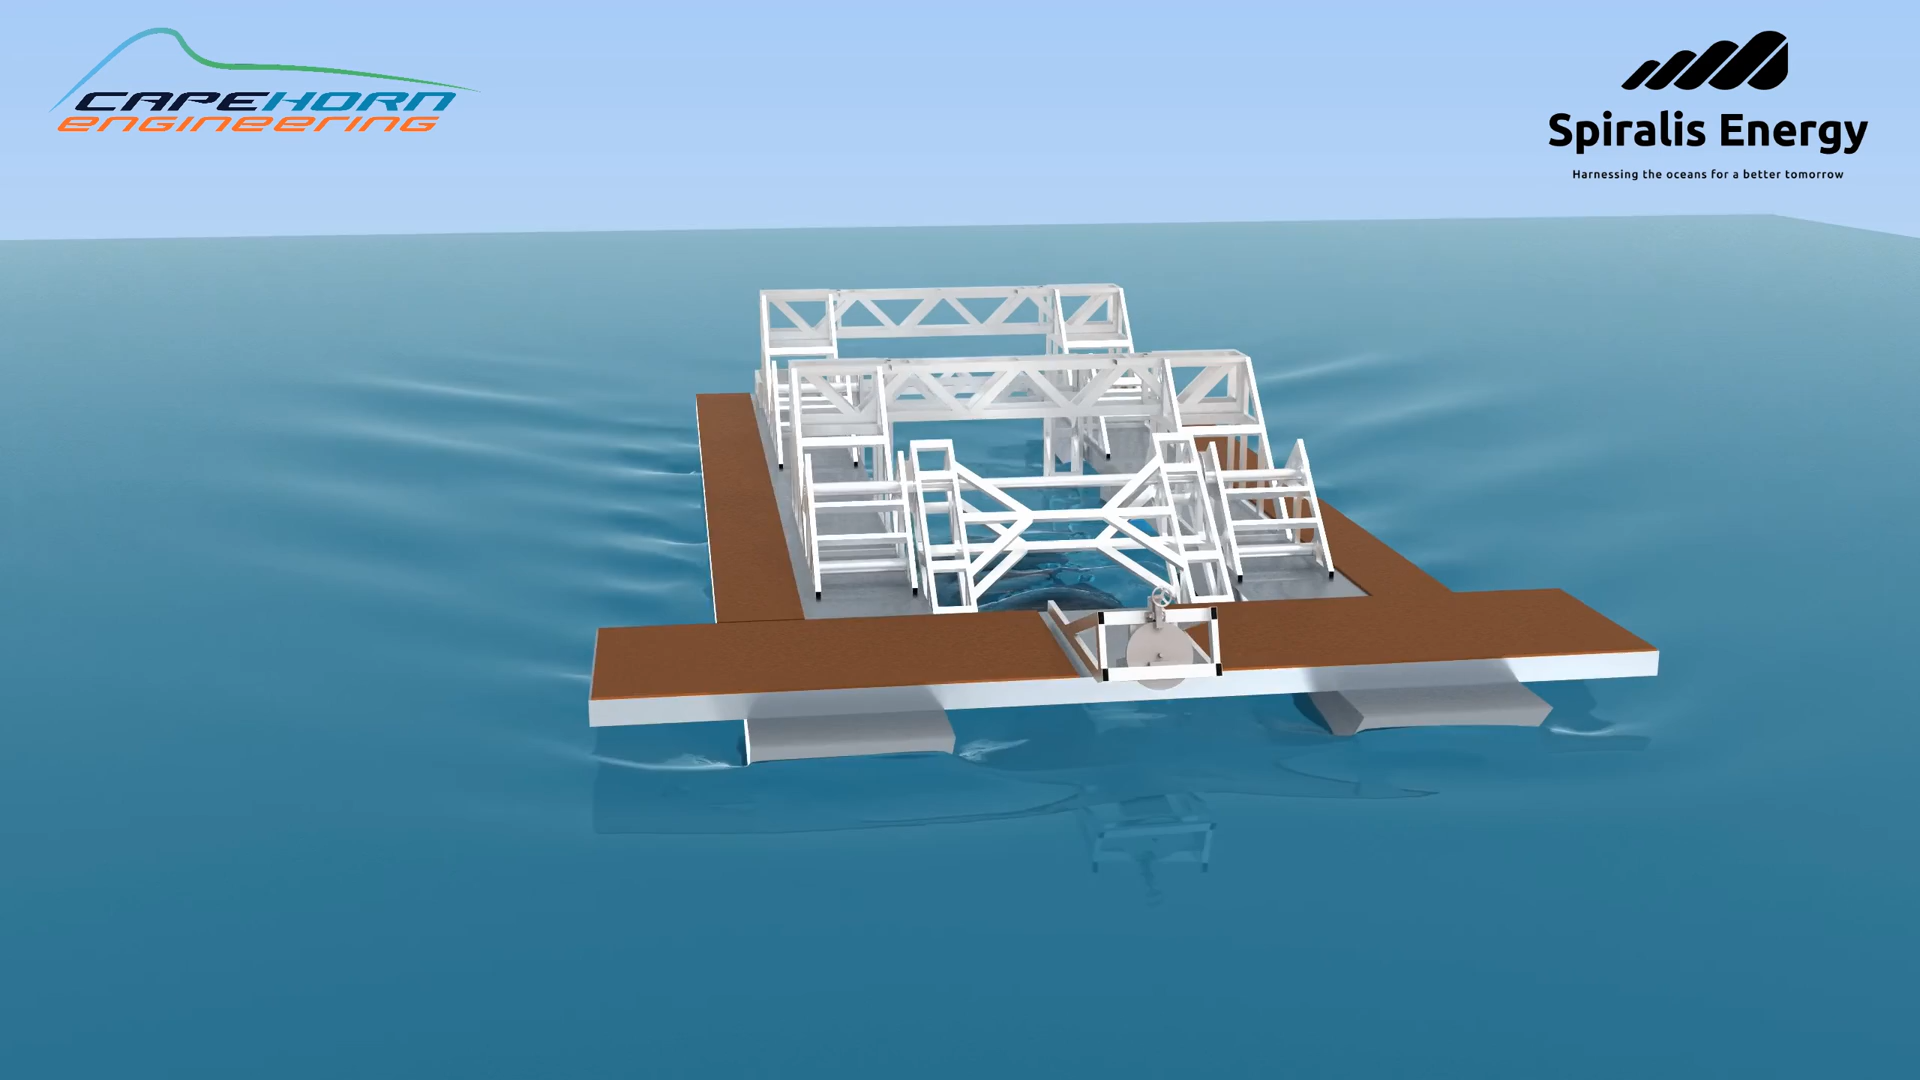 CAPEHORN
engineering
Spiralis Energy
Harnessing the oceans for a better tomorrow